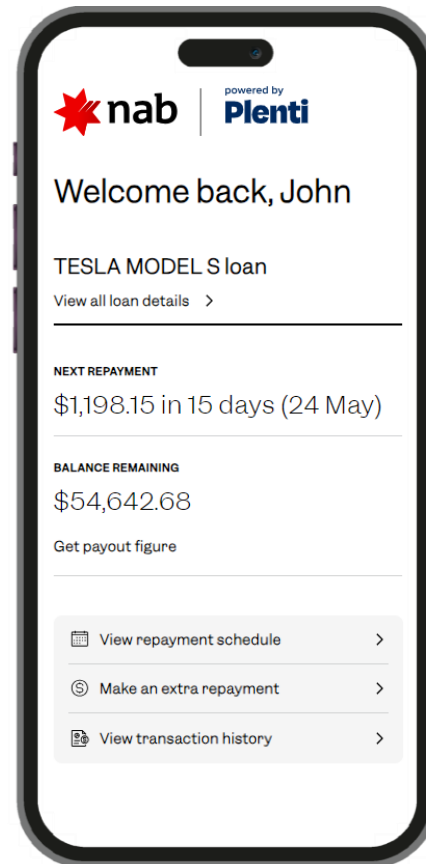 nab
powered by
Plenti
Welcome back, John
TESLA MODEL S loan
View all loan details
NEXT REPAYMENT
$1,198.15 in 15 days (24 May)
BALANCE REMAINING
$54,642.68
Get payout figure
View repayment schedule
Make an extra repayment
View transaction history